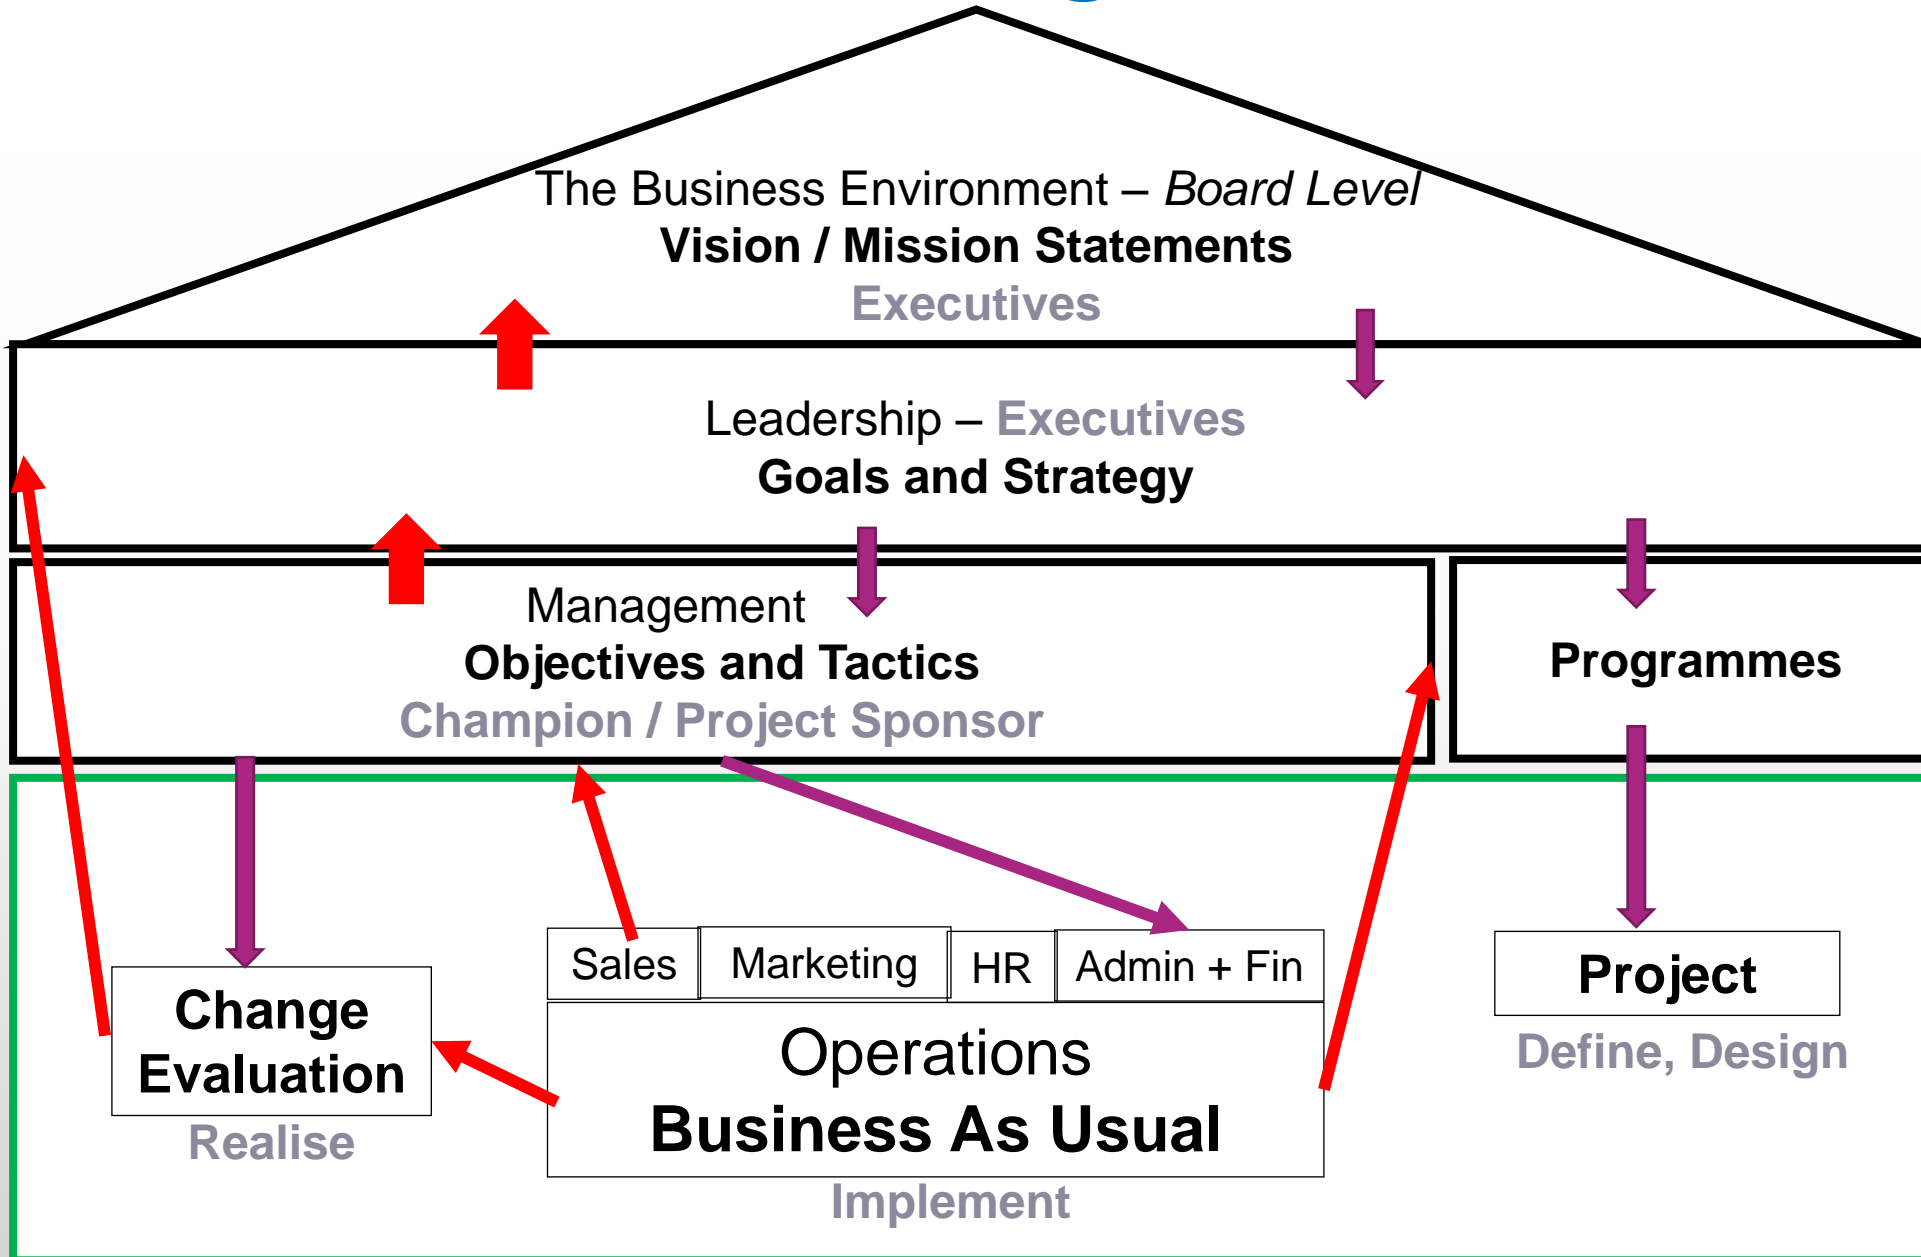 The Business Environment – Board Level
Vision / Mission Statements
Executives
Leadership – Executives
Goals and Strategy
Management
Objectives and Tactics
Champion / Project Sponsor
Programmes
Sales
Marketing
HR
Admin + Fin
Change
Evaluation
Realise
Operations
Business As Usual
Implement
Project
Define, Design